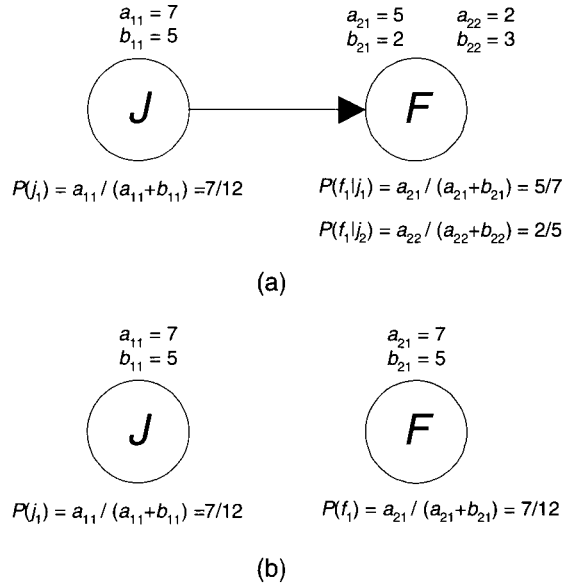 a₁₁ = 7
b₁₁ = 5
a₂₁ = 5 a₂₂ = 2
b₂₁ = 2 b₂₂ = 3
J F
P(j₁) = a₁₁ / (a₁₁+b₁₁) =7/12
P(f₁|j₁) = a₂₁ / (a₂₁+b₂₁) = 5/7
P(f₁|j₂) = a₂₂ / (a₂₂+b₂₂) = 2/5
(a)
a₁₁ = 7 a₂₁ = 7
b₁₁ = 5 b₂₁ = 5
J F
P(j₁) = a₁₁ / (a₁₁+b₁₁) =7/12 P(f₁) = a₂₁ / (a₂₁+b₂₁) = 7/12
(b)